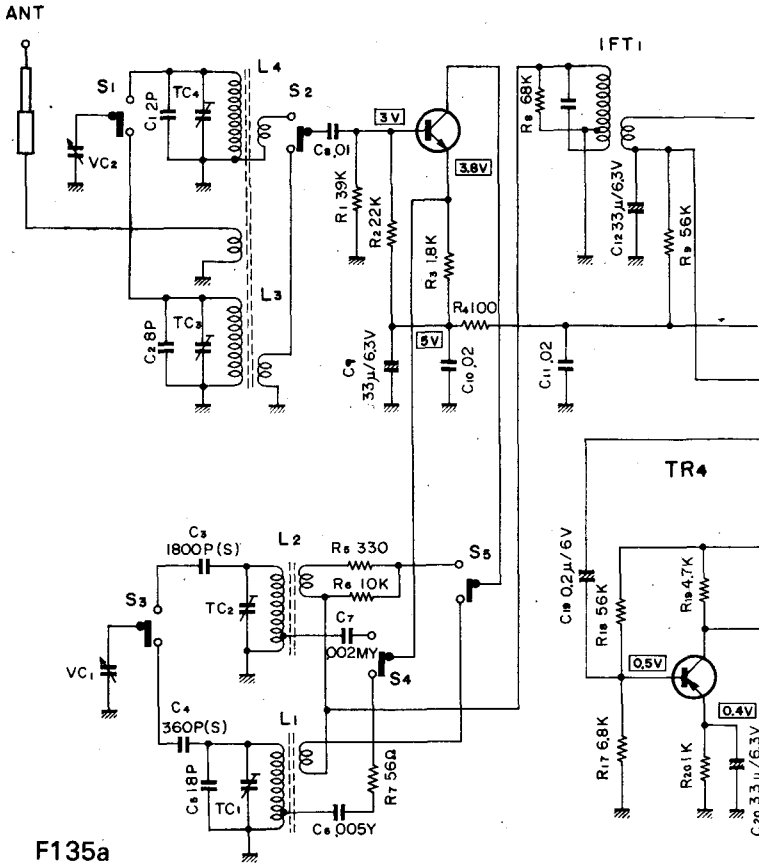 ANT
IFT1
S1
L4
S2
TC4
C1 2P
VC2
C8 .01
3V
3.8V
R8 68K
R1 39K
R2 22K
R3 1.8K
C12 33μ/6.3V
R9 56K
L3
TC3
C2 8P
R4 100
5V
C9
33μ/6.3V
C10 .02
C11 .02
TR4
C3
1800P(S)
L2
R5 330
S5
R6 10K
S3
TC2
C7
.002MY
S4
VC1
C4
360P(S)
L1
C5 18P
TC1
R7 56Ω
C6 .005Y
C19 0.2μ/6V
R18 56K
R19 4.7K
0.5V
0.4V
R17 6.8K
R20 1K
C20 33μ/6.3V
F135a